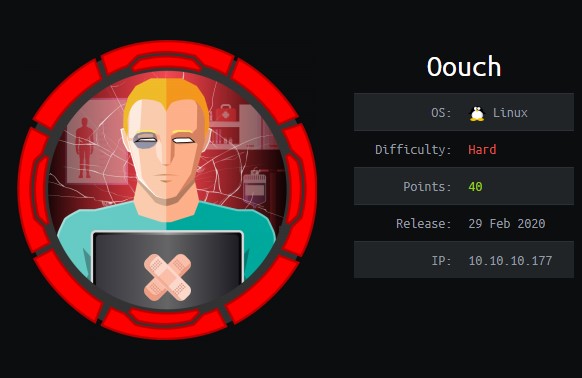 Oouch
OS: Linux
Difficulty: Hard
Points: 40
Release: 29 Feb 2020
IP: 10.10.10.177